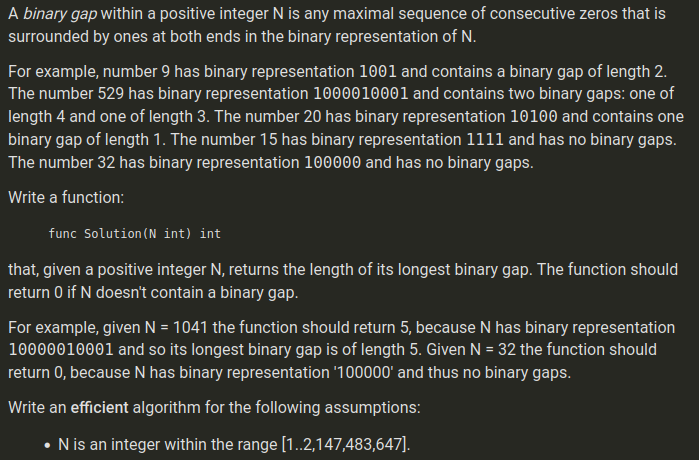 A binary gap within a positive integer N is any maximal sequence of consecutive zeros that is
surrounded by ones at both ends in the binary representation of N.
For example, number 9 has binary representation 1001 and contains a binary gap of length 2.
The number 529 has binary representation 1000010001 and contains two binary gaps: one of
length 4 and one of length 3. The number 20 has binary representation 10100 and contains one
binary gap of length 1. The number 15 has binary representation 1111 and has no binary gaps.
The number 32 has binary representation 100000 and has no binary gaps.
Write a function:
func Solution(N int) int
that, given a positive integer N, returns the length of its longest binary gap. The function should
return 0 if N doesn't contain a binary gap.
For example, given N = 1041 the function should return 5, because N has binary representation
10000010001 and so its longest binary gap is of length 5. Given N = 32 the function should
return 0, because N has binary representation '100000' and thus no binary gaps.
Write an efficient algorithm for the following assumptions:
• N is an integer within the range [1..2,147,483,647].